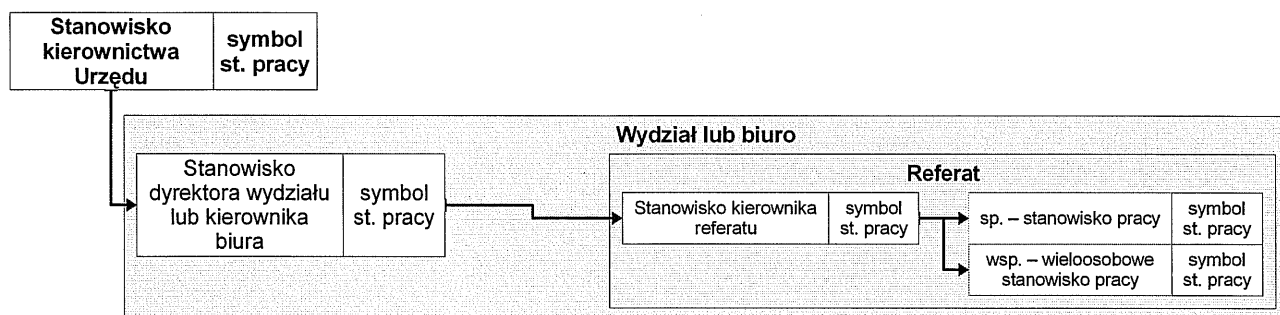 Stanowisko
kierownictwa
Urzędu
symbol
st. pracy
Wydział lub biuro
Stanowisko
dyrektora wydziału
lub kierownika
biura
symbol
st. pracy
Referat
Stanowisko kierownika
referatu
symbol
st. pracy
sp. – stanowisko pracy
symbol
st. pracy
wsp. – wieloosobowe
stanowisko pracy
symbol
st. pracy